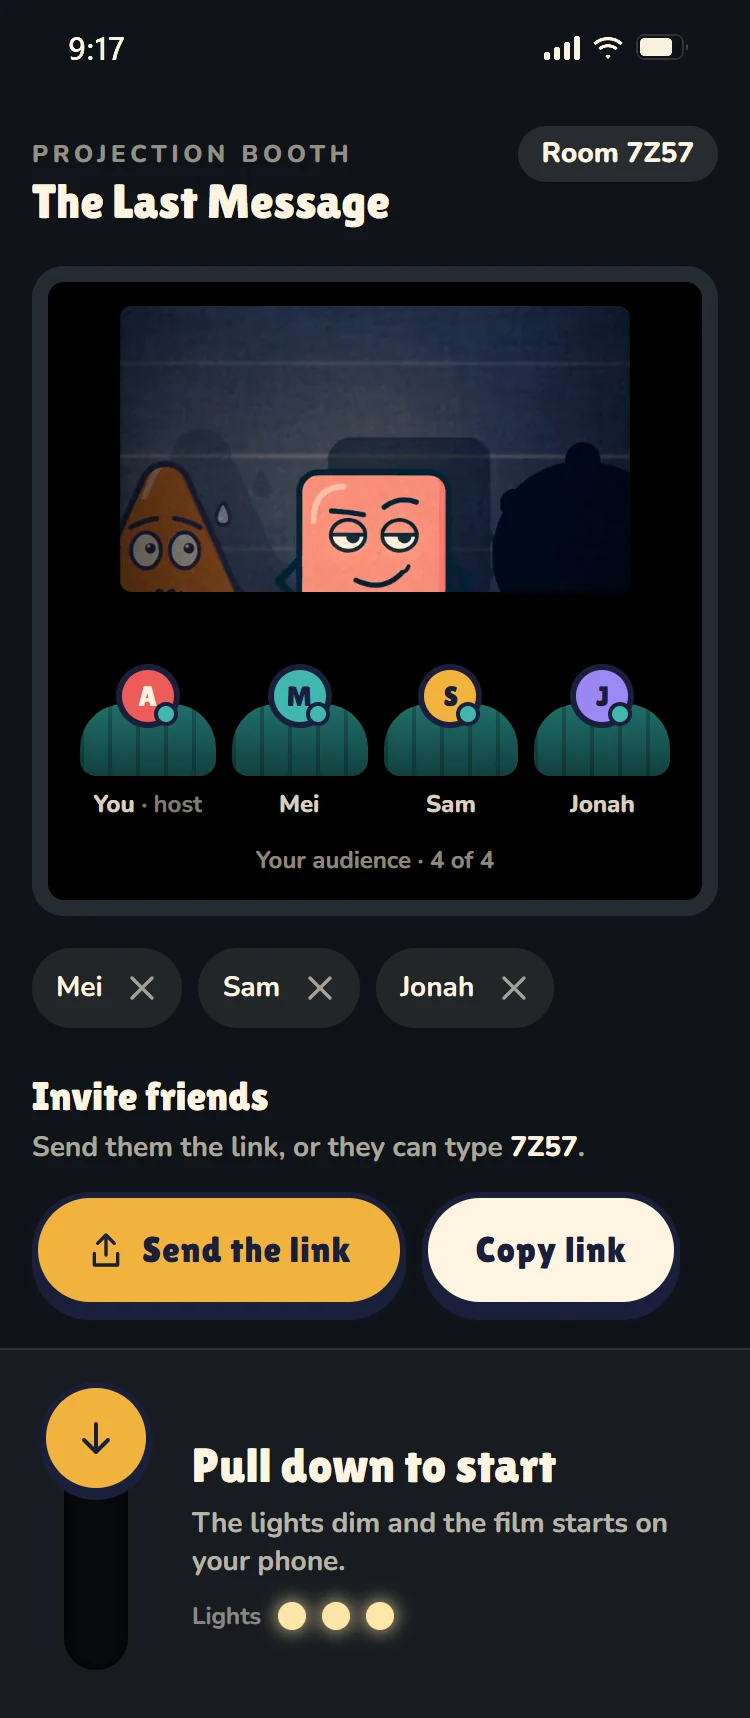 9:17
PROJECTION BOOTH
Room 7Z57
The Last Message
A
M
S
J
You · host
Mei
Sam
Jonah
Your audience · 4 of 4
Mei
Sam
Jonah
Invite friends
Send them the link, or they can type 7Z57.
Send the link
Copy link
Pull down to start
The lights dim and the film starts on
your phone.
Lights